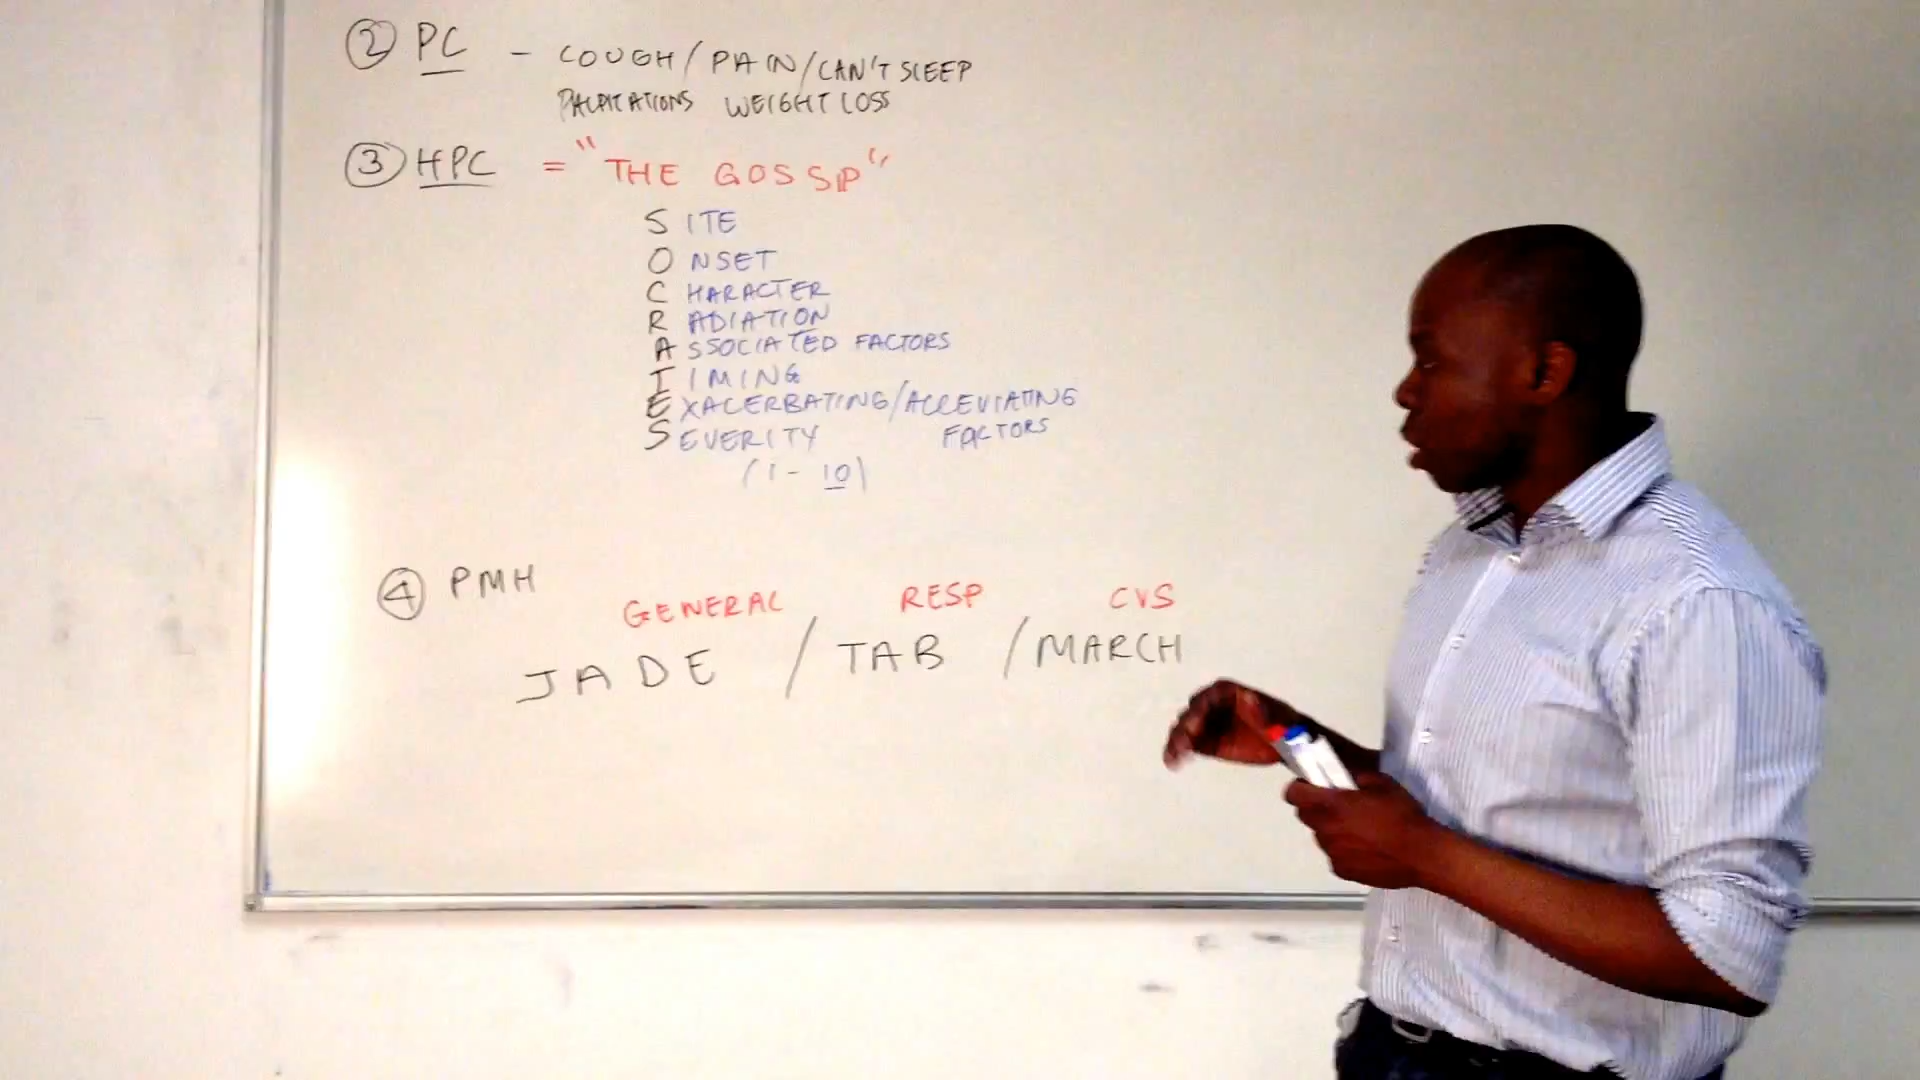 ② PC - COUGH/PAIN/CAN'T SLEEP
PALPITATIONS WEIGHT LOSS
③ HPC = "THE GOSSIP"
SITE
ONSET
CHARACTER
RADIATION
ASSOCIATED FACTORS
TIMING
EXACERBATING/ALLEVIATING
SEVERITY FACTORS
(1-10)
④ PMH
GENERAL RESP CVS
JADE / TAB / MARCH